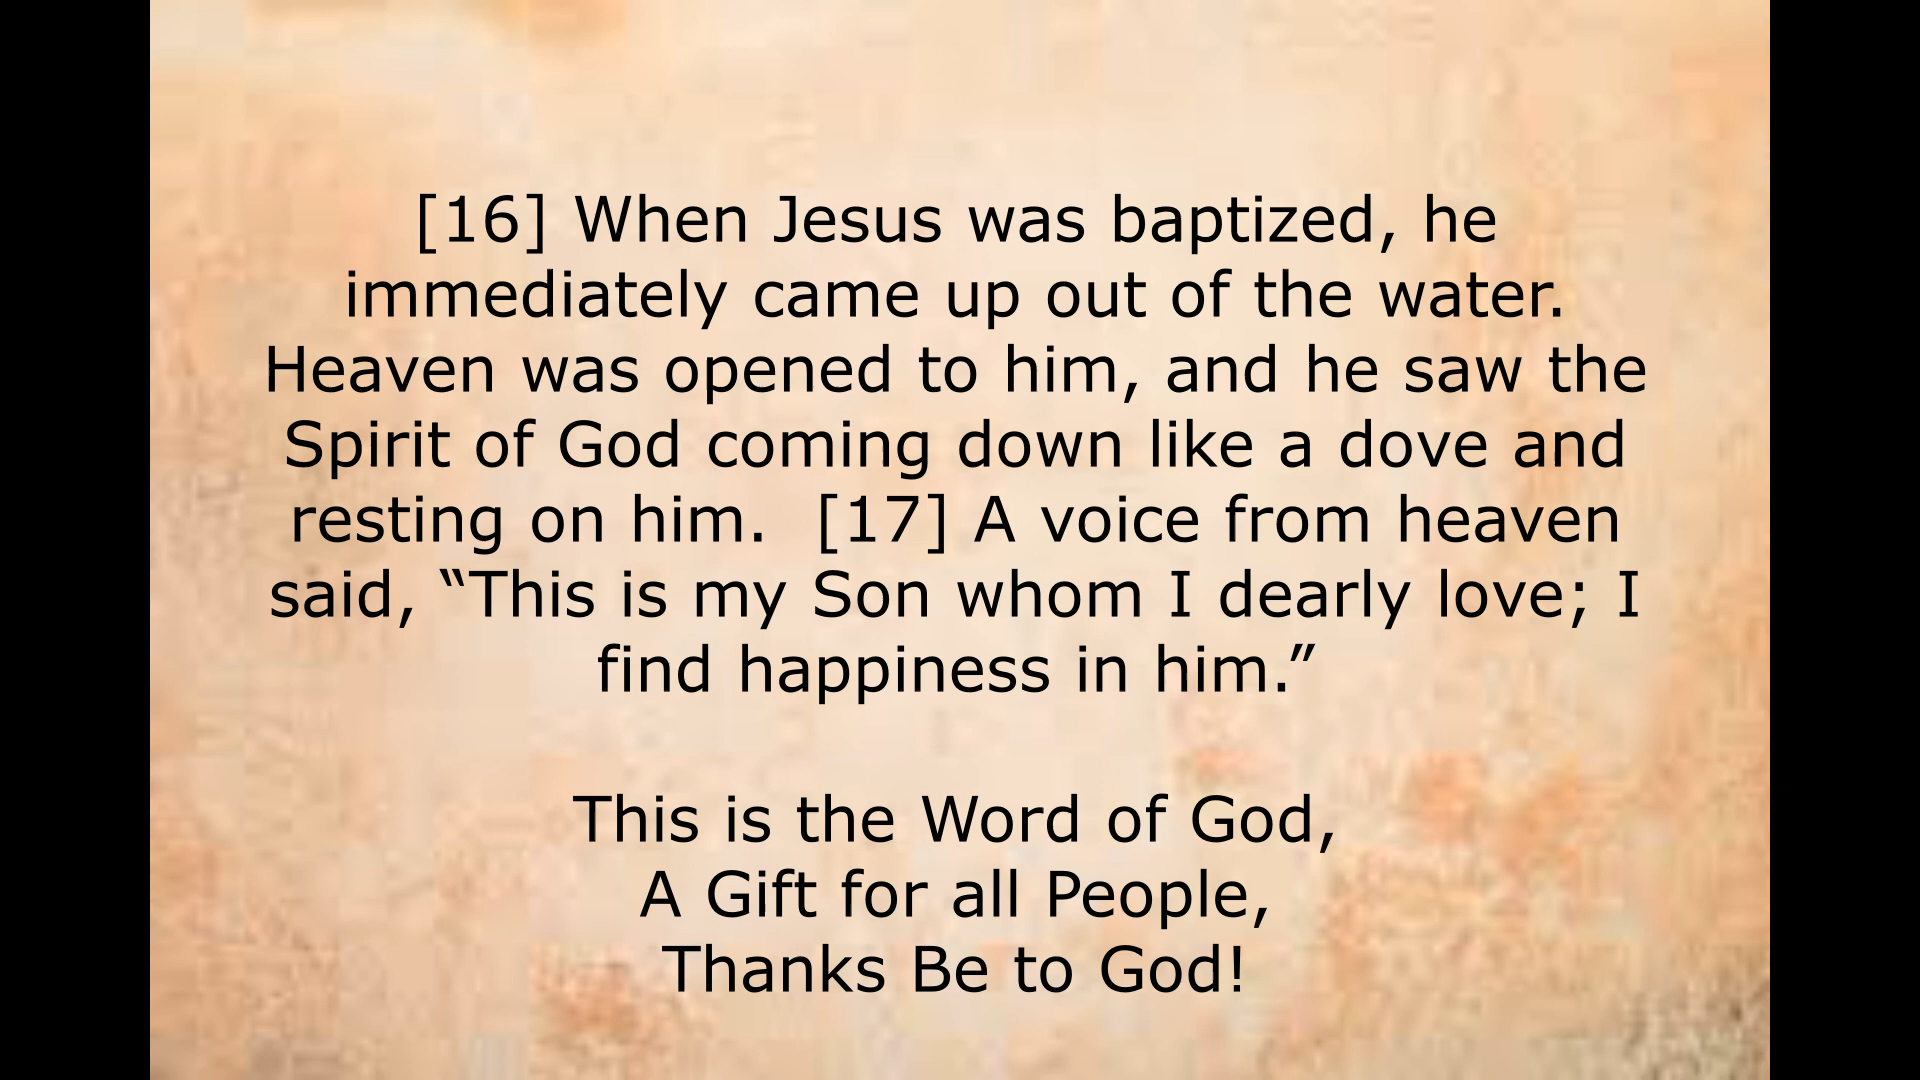 [16] When Jesus was baptized, he
immediately came up out of the water.
Heaven was opened to him, and he saw the
Spirit of God coming down like a dove and
resting on him.  [17] A voice from heaven
said, “This is my Son whom I dearly love; I
find happiness in him.”
This is the Word of God,
A Gift for all People,
Thanks Be to God!